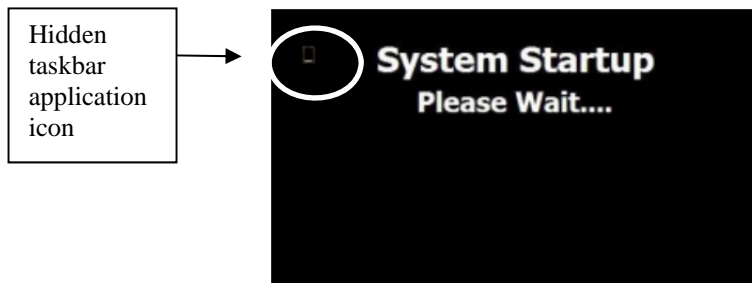 Hidden
taskbar
application
icon
System Startup
Please Wait....